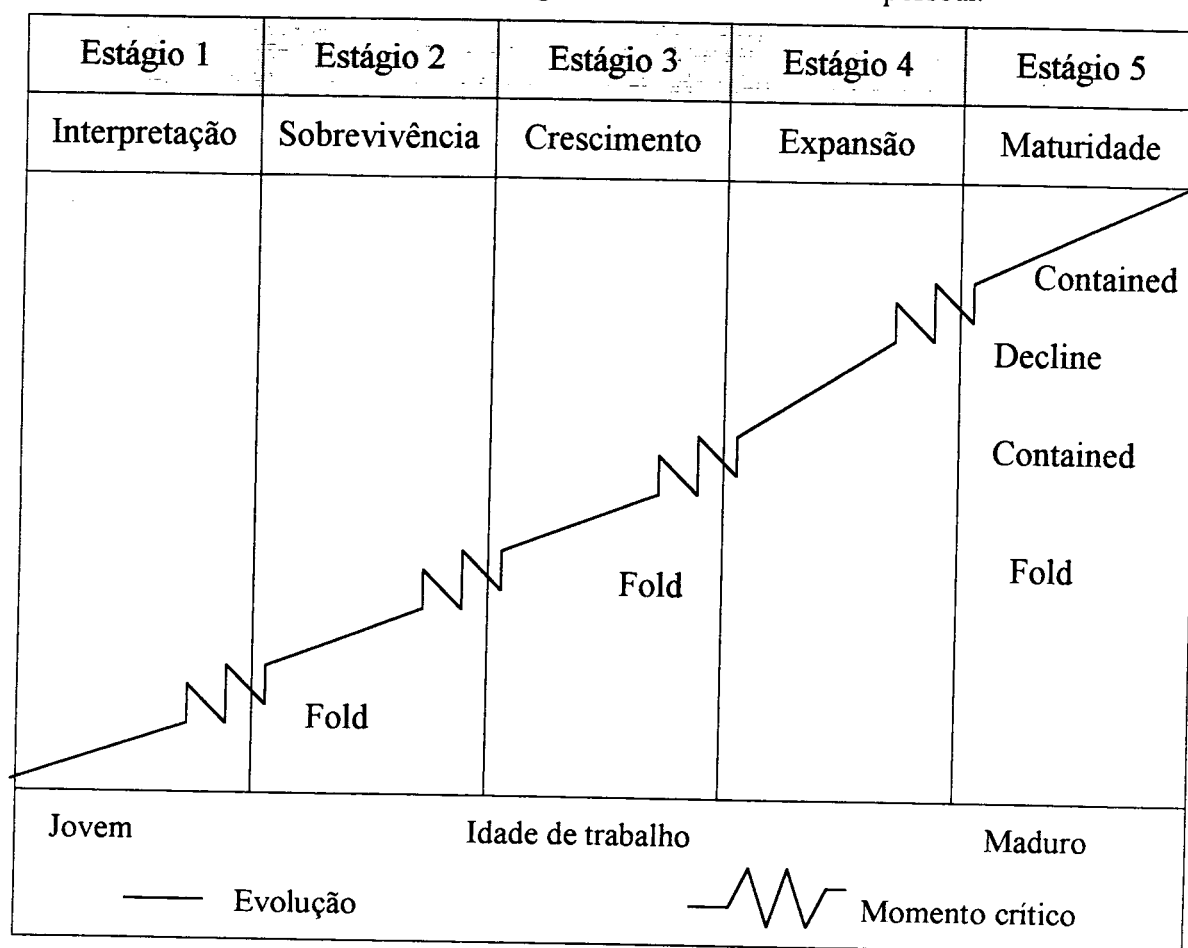 Estágio 1 Estágio 2 Estágio 3 Estágio 4 Estágio 5
Interpretação Sobrevivência Crescimento Expansão Maturidade
Contained
Decline
Contained
Fold Fold
Fold
Jovem Idade de trabalho Maduro
Evolução Momento crítico